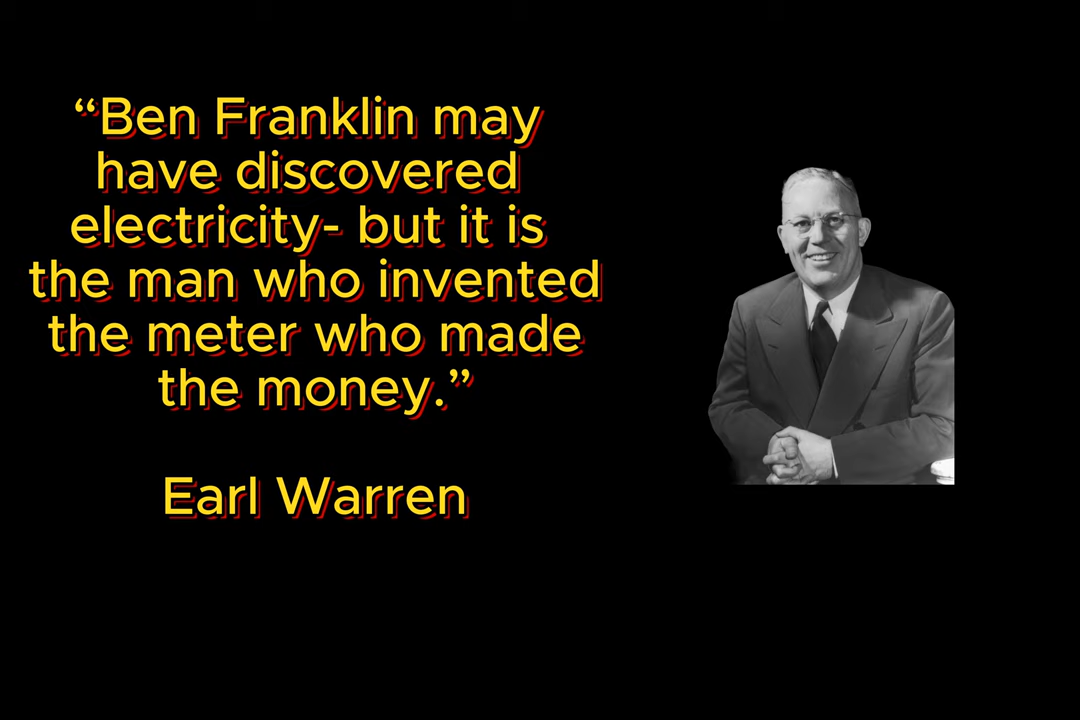 “Ben Franklin may
have discovered
electricity- but it is
the man who invented
the meter who made
the money.”
Earl Warren